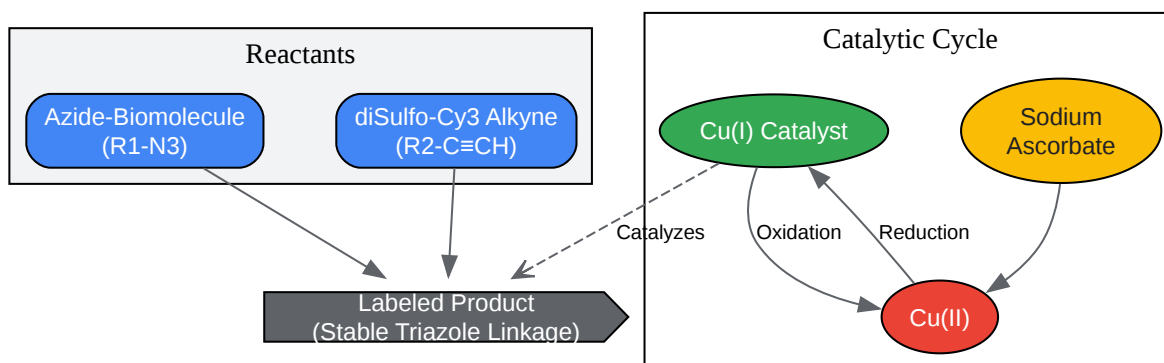 Reactants
Azide-Biomolecule
(R1-N3)
diSulfo-Cy3 Alkyne
(R2-C≡CH)
Catalytic Cycle
Cu(I) Catalyst
Sodium
Ascorbate
Catalyzes
Oxidation
Reduction
Labeled Product
(Stable Triazole Linkage)
Cu(II)